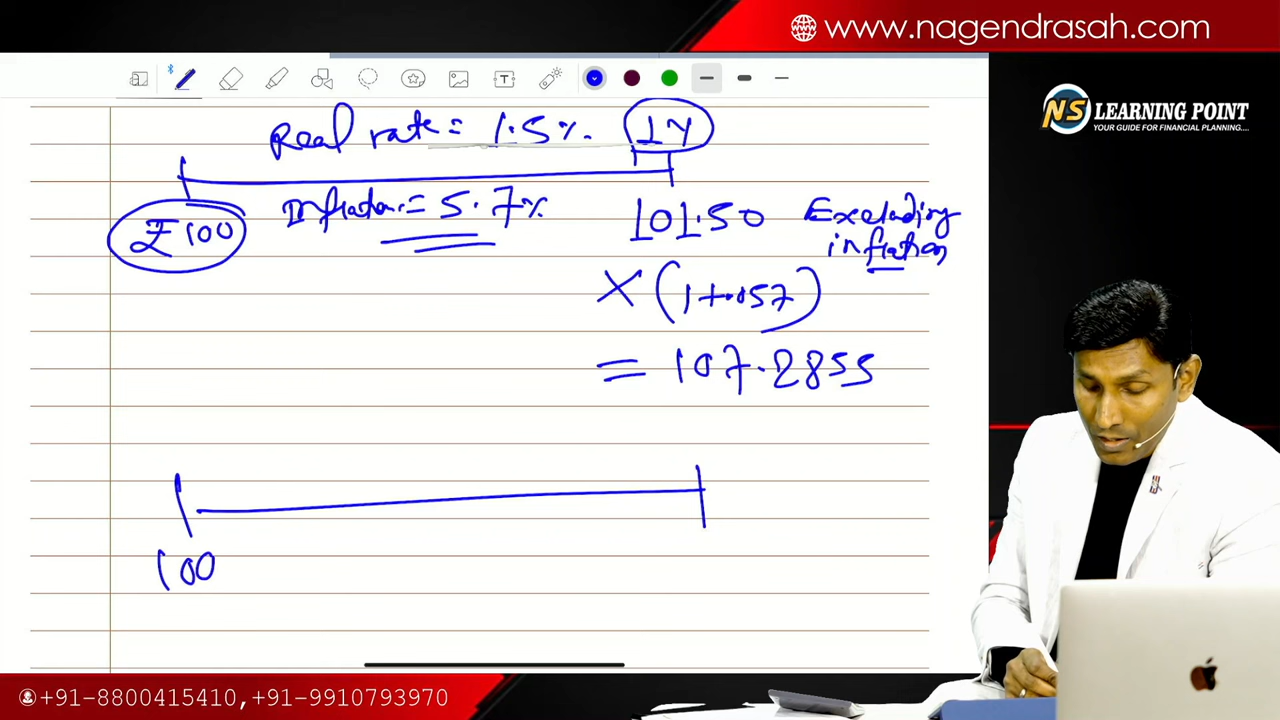 www.nagendrasah.com
NS LEARNING POINT
YOUR GUIDE FOR FINANCIAL PLANNING....
Real rate = 1.5%. 1Y
₹100
Inflation = 5.7%
101.50
Excluding
inflation
× (1+.057)
= 107.2855
100
+91-8800415410,+91-9910793970